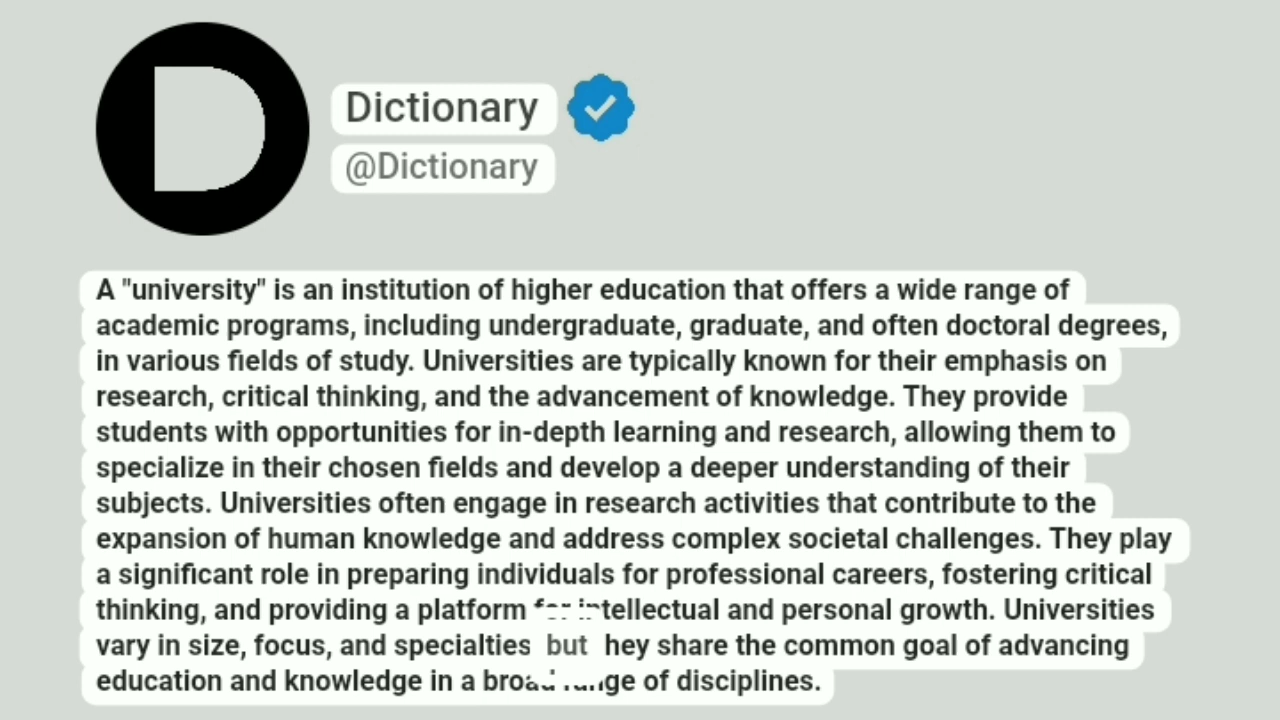 D
Dictionary
@Dictionary
A "university" is an institution of higher education that offers a wide range of
academic programs, including undergraduate, graduate, and often doctoral degrees,
in various fields of study. Universities are typically known for their emphasis on
research, critical thinking, and the advancement of knowledge. They provide
students with opportunities for in-depth learning and research, allowing them to
specialize in their chosen fields and develop a deeper understanding of their
subjects. Universities often engage in research activities that contribute to the
expansion of human knowledge and address complex societal challenges. They play
a significant role in preparing individuals for professional careers, fostering critical
thinking, and providing a platform for intellectual and personal growth. Universities
vary in size, focus, and specialties but hey share the common goal of advancing
education and knowledge in a broad range of disciplines.